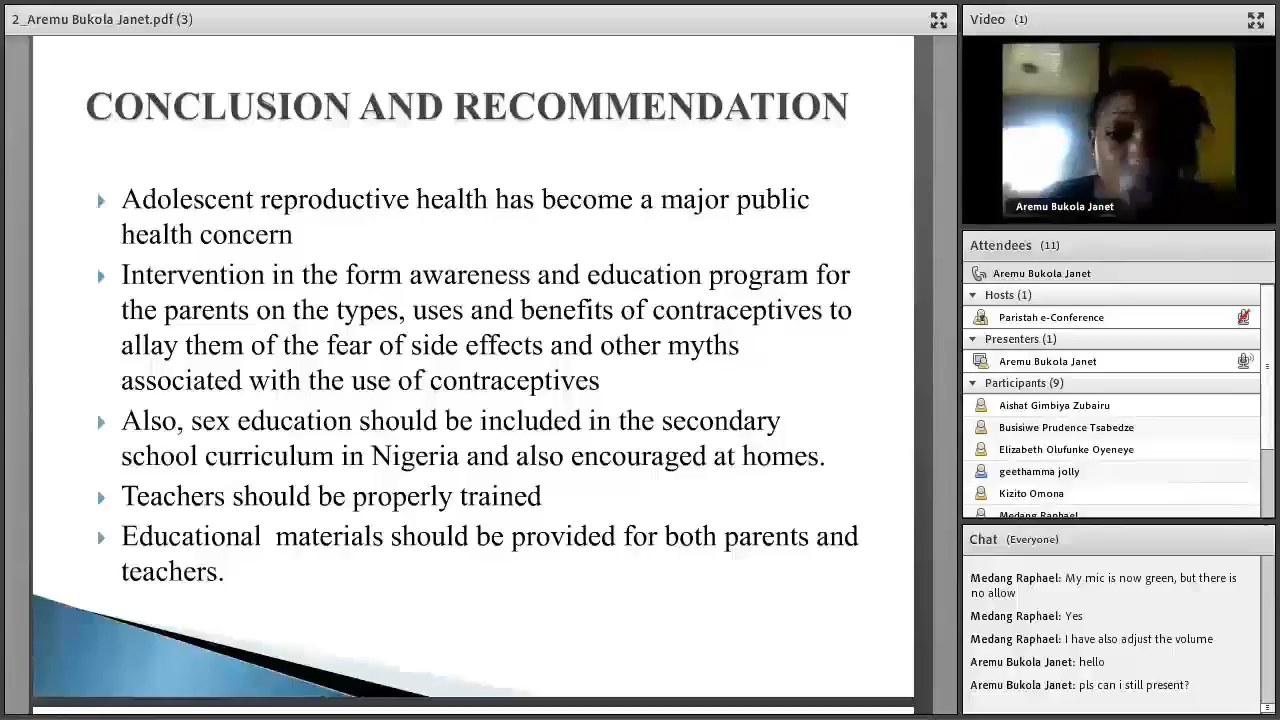 2_Aremu Bukola Janet.pdf (3)
CONCLUSION AND RECOMMENDATION
Adolescent reproductive health has become a major public
health concern
Intervention in the form awareness and education program for
the parents on the types, uses and benefits of contraceptives to
allay them of the fear of side effects and other myths
associated with the use of contraceptives
Also, sex education should be included in the secondary
school curriculum in Nigeria and also encouraged at homes.
Teachers should be properly trained
Educational materials should be provided for both parents and
teachers.
Video (1)
Aremu Bukola Janet
Attendees (11)
Aremu Bukola Janet
Hosts (1)
Paristah e-Conference
Presenters (1)
Aremu Bukola Janet
Participants (9)
Aishat Gimbiya Zubairu
Busisiwe Prudence Tsabedze
Elizabeth Olufunke Oyeneye
geethamma jolly
Kizito Omona
Medang Raphael
Chat (Everyone)
Medang Raphael: My mic is now green, but there is
no allow
Medang Raphael: Yes
Medang Raphael: I have also adjust the volume
Aremu Bukola Janet: hello
Aremu Bukola Janet: pls can i still present?